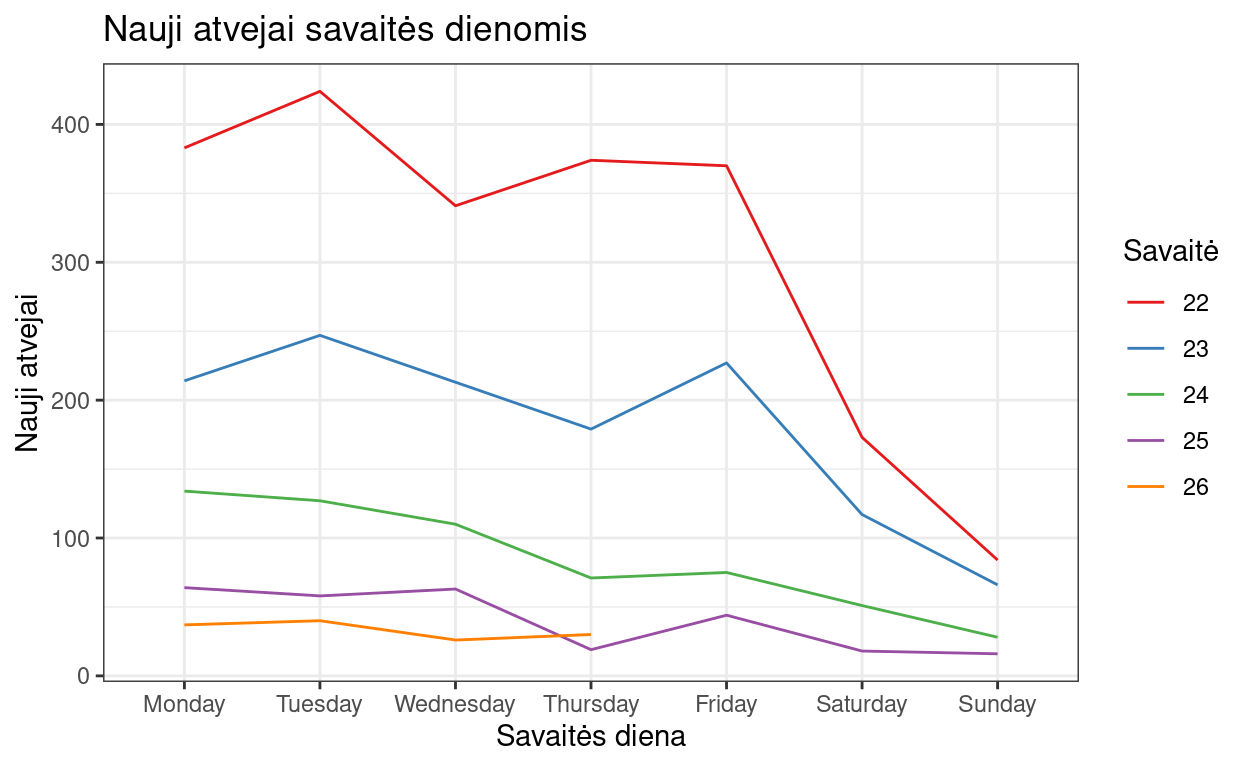 Nauji atvejai savaitės dienomis
Nauji atvejai
400
300
200
100
0
Monday Tuesday Wednesday Thursday Friday Saturday Sunday
Savaitės diena
Savaitė
22
23
24
25
26